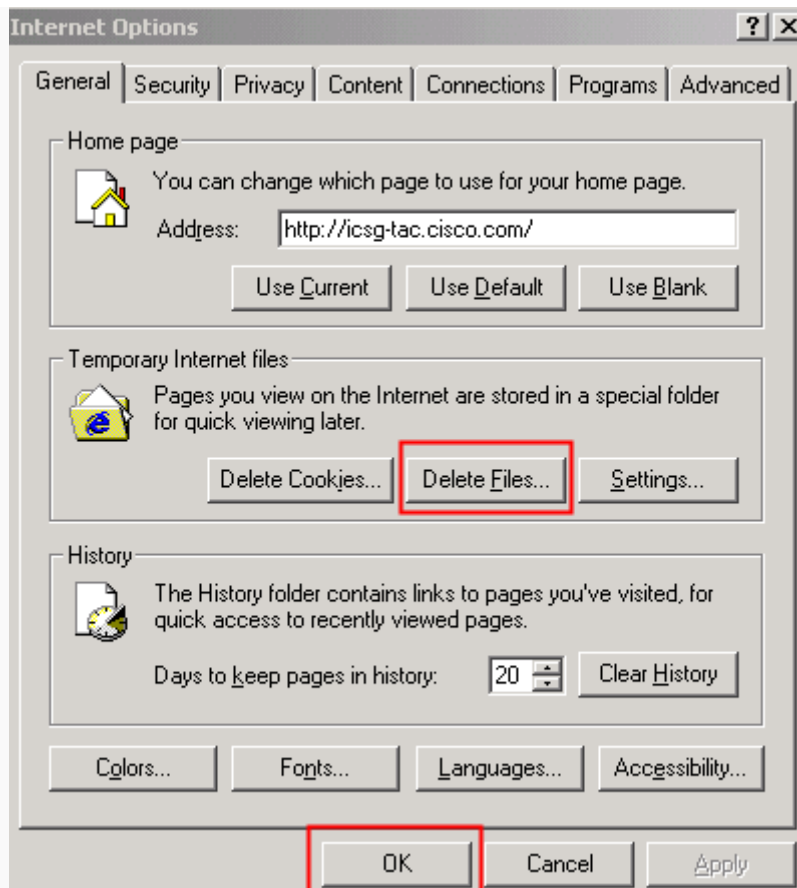 Internet Options
General Security Privacy Content Connections Programs Advanced
Home page
You can change which page to use for your home page.
Address: http://icsg-tac.cisco.com/
Use Current Use Default Use Blank
Temporary Internet files
Pages you view on the Internet are stored in a special folder
for quick viewing later.
Delete Cookies... Delete Files... Settings...
History
The History folder contains links to pages you've visited, for
quick access to recently viewed pages.
Days to keep pages in history: 20 Clear History
Colors... Fonts... Languages... Accessibility...
OK Cancel Apply